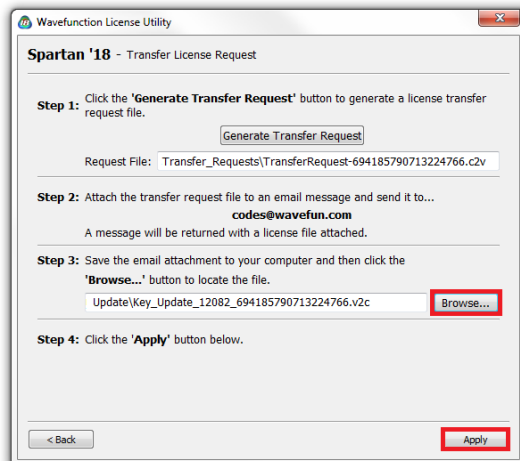 Wavefunction License Utility
Spartan '18 - Transfer License Request
Step 1: Click the 'Generate Transfer Request' button to generate a license transfer
request file.
Generate Transfer Request
Request File: Transfer_Requests\TransferRequest-694185790713224766.c2v
Step 2: Attach the transfer request file to an email message and send it to...
codes@wavefun.com
A message will be returned with a license file attached.
Step 3: Save the email attachment to your computer and then click the
'Browse...' button to locate the file.
Update\Key_Update_12082_694185790713224766.v2c Browse...
Step 4: Click the 'Apply' button below.
< Back Apply